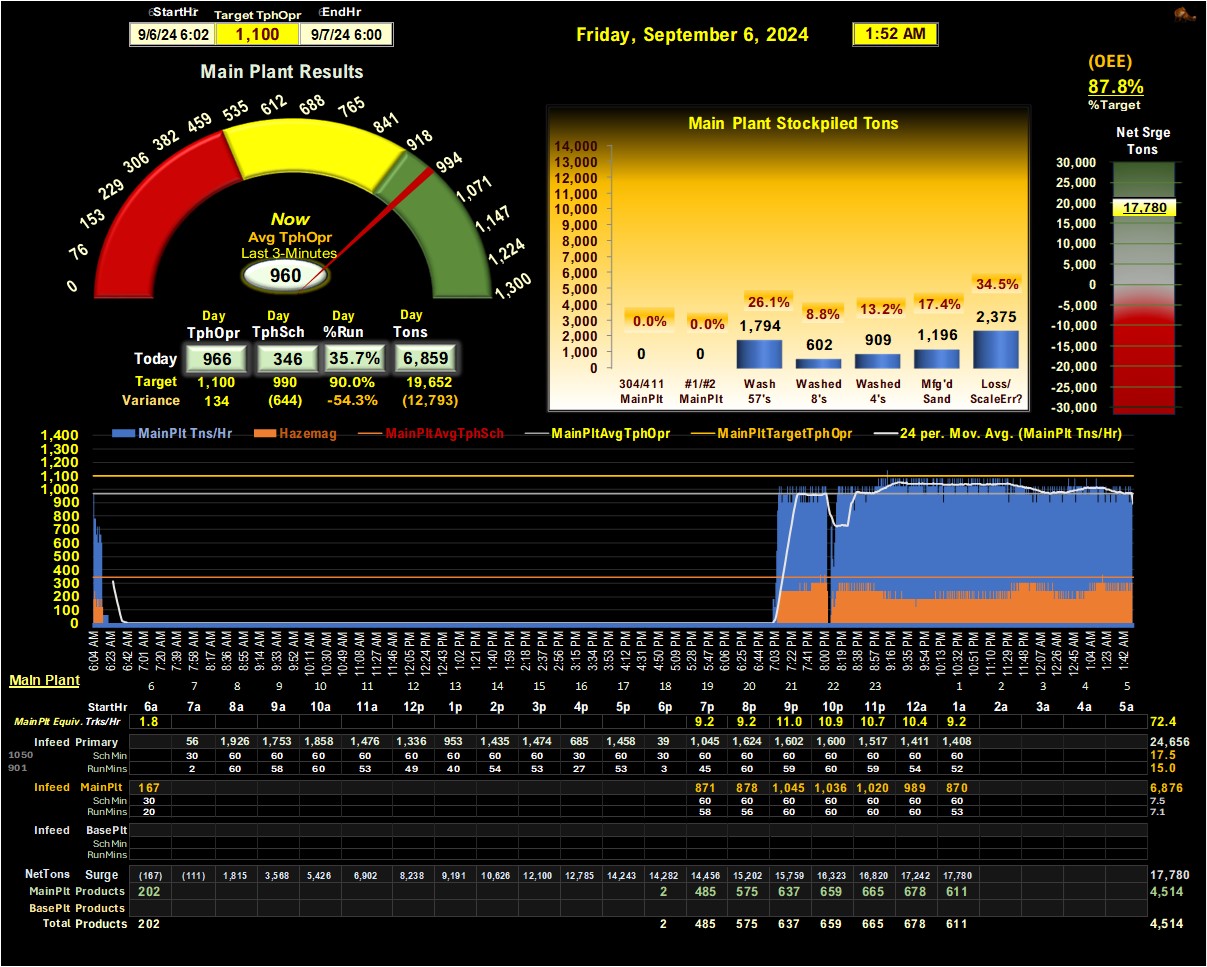 StartHr Target TphOpr EndHr
9/6/24 6:02 1,100 9/7/24 6:00
Friday, September 6, 2024 1:52 AM
(OEE)
87.8%
%Target
Main Plant Results
0 76 153 229 306 382 459 535 612 688 765 841 918 994 1,071 1,147 1,224 1,300
Now
Avg TphOpr
Last 3-Minutes
960
Day Day Day Day
TphOpr TphSch %Run Tons
Today 966 346 35.7% 6,859
Target 1,100 990 90.0% 19,652
Variance 134 (644) -54.3% (12,793)
Main Plant Stockpiled Tons
14,000
13,000
12,000
11,000
10,000
9,000
8,000
7,000
6,000
5,000
4,000
3,000
2,000
1,000
0
0.0% 0.0% 26.1% 8.8% 13.2% 17.4% 34.5%
0 0 1,794 602 909 1,196 2,375
304/411 #1/#2 Wash Washed Washed Mfg'd Loss/
MainPlt MainPlt 57's 8's 4's Sand ScaleErr?
Net Srge
Tons
30,000
25,000
20,000
17,780
15,000
10,000
5,000
0
-5,000
-10,000
-15,000
-20,000
-25,000
-30,000
MainPlt Tns/Hr Hazemag MainPltAvgTphSch MainPltAvgTphOpr MainPltTargetTphOpr 24 per. Mov. Avg. (MainPlt Tns/Hr)
1,400
1,300
1,200
1,100
1,000
900
800
700
600
500
400
300
200
100
0
6:04 AM 6:23 AM 6:42 AM 7:01 AM 7:20 AM 7:39 AM 7:58 AM 8:17 AM 8:36 AM 8:55 AM 9:14 AM 9:33 AM 9:52 AM 10:11 AM 10:30 AM 10:49 AM 11:08 AM 11:27 AM 11:46 AM 12:05 PM 12:24 PM 12:43 PM 1:02 PM 1:21 PM 1:40 PM 1:59 PM 2:18 PM 2:37 PM 2:56 PM 3:15 PM 3:34 PM 3:53 PM 4:12 PM 4:31 PM 4:50 PM 5:09 PM 5:28 PM 5:47 PM 6:06 PM 6:25 PM 6:44 PM 7:03 PM 7:22 PM 7:41 PM 8:00 PM 8:19 PM 8:38 PM 8:57 PM 9:16 PM 9:35 PM 9:54 PM 10:13 PM 10:32 PM 10:51 PM 11:10 PM 11:29 PM 11:48 PM 12:07 AM 12:26 AM 12:45 AM 1:04 AM 1:23 AM 1:42 AM
Main Plant
6 7 8 9 10 11 12 13 14 15 16 17 18 19 20 21 22 23 1 2 3 4 5
StartHr 6a 7a 8a 9a 10a 11a 12p 1p 2p 3p 4p 5p 6p 7p 8p 9p 10p 11p 12a 1a 2a 3a 4a 5a
MainPlt Equiv. Trks/Hr 1.8 9.2 9.2 11.0 10.9 10.7 10.4 9.2 72.4
Infeed Primary 56 1,926 1,753 1,858 1,476 1,336 953 1,435 1,474 685 1,458 39 1,045 1,624 1,602 1,600 1,517 1,411 1,408 24,656
1050 SchMin 30 60 60 60 60 60 60 60 60 30 60 30 60 60 60 60 60 60 60 17.5
901 RunMins 2 60 58 60 53 49 40 54 53 27 53 3 45 60 59 60 59 54 52 15.0
Infeed MainPlt 167 871 878 1,045 1,036 1,020 989 870 6,876
SchMin 30 60 60 60 60 60 60 60 7.5
RunMins 20 58 56 60 60 60 60 53 7.1
Infeed BasePlt
SchMin
RunMins
NetTons Surge (167) (111) 1,815 3,568 5,426 6,902 8,238 9,191 10,626 12,100 12,785 14,243 14,282 14,456 15,202 15,759 16,323 16,820 17,242 17,780 17,780
MainPlt Products 202 2 485 575 637 659 665 678 611 4,514
BasePlt Products
Total Products 202 2 485 575 637 659 665 678 611 4,514